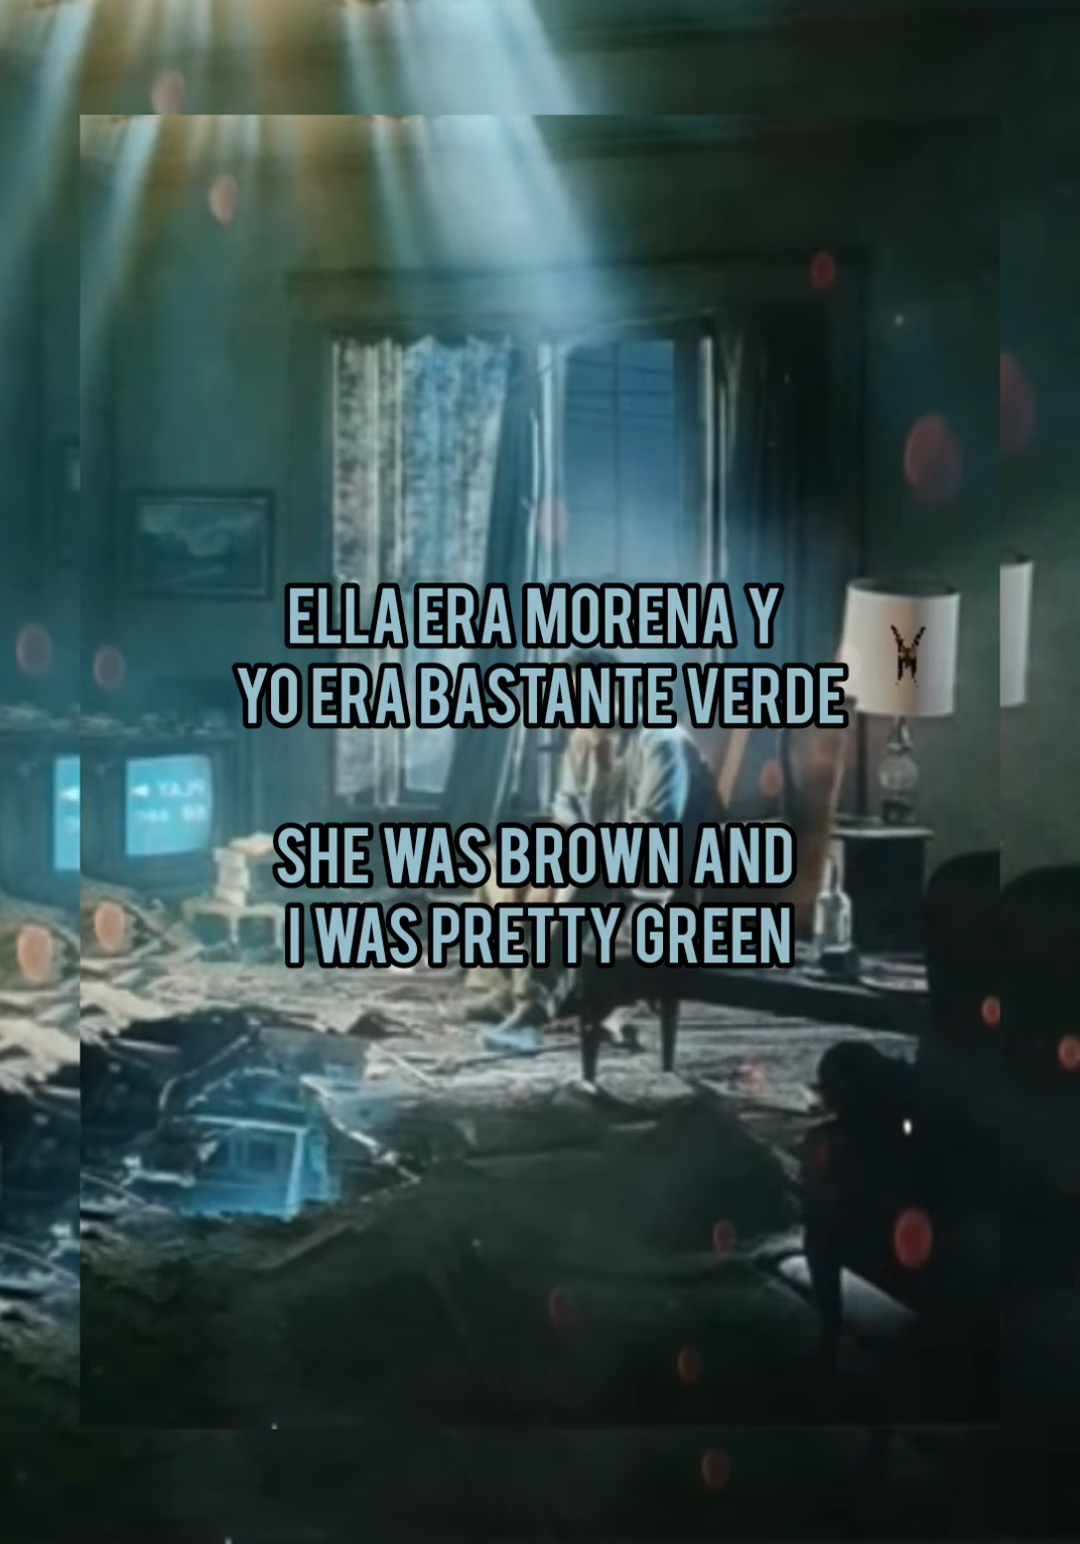 ELLA ERA MORENA Y
YO ERA BASTANTE VERDE
SHE WAS BROWN AND
I WAS PRETTY GREEN